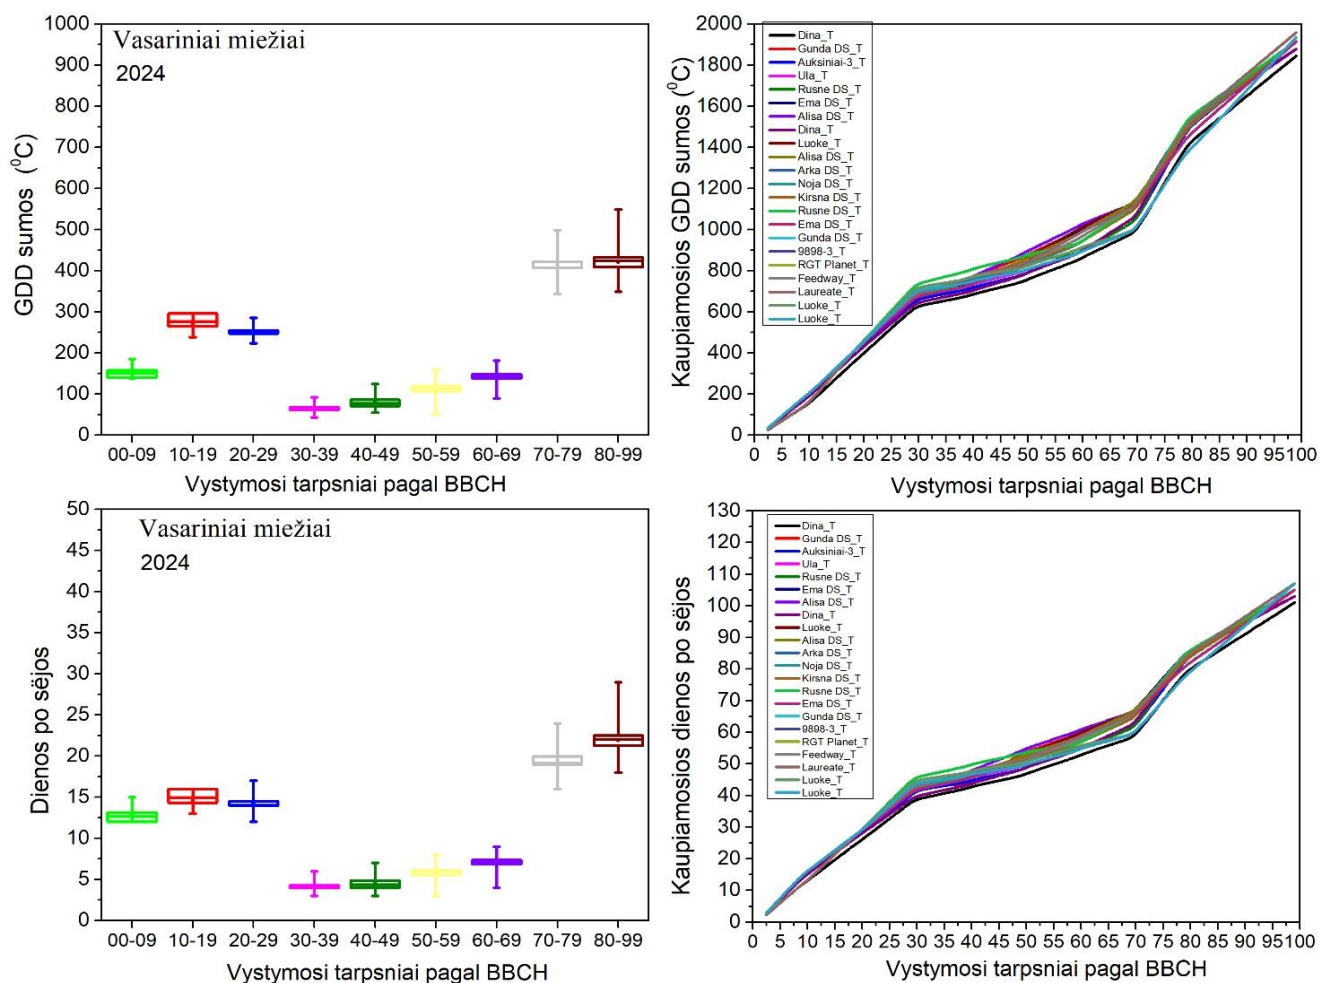 Vasariniai miežiai
2024
GDD sumos (⁰C)
1000
900
800
700
600
500
400
300
200
100
0
00-09 10-19 20-29 30-39 40-49 50-59 60-69 70-79 80-99
Vystymosi tarpsniai pagal BBCH
Kaupiamosios GDD sumos (⁰C)
2000
1800
1600
1400
1200
1000
800
600
400
200
0
Dina_T
Gunda DS_T
Auksiniai-3_T
Ula_T
Rusne DS_T
Ema DS_T
Alisa DS_T
Dina_T
Luoke_T
Alisa DS_T
Arka DS_T
Noja DS_T
Kirsna DS_T
Rusne DS_T
Ema DS_T
Gunda DS_T
9898-3_T
RGT Planet_T
Feedway_T
Laureate_T
Luoke_T
Luoke_T
0 5 10 15 20 25 30 35 40 45 50 55 60 65 70 75 80 85 90 95 100
Vystymosi tarpsniai pagal BBCH
Vasariniai miežiai
2024
Dienos po sëjos
50
45
40
35
30
25
20
15
10
5
0
00-09 10-19 20-29 30-39 40-49 50-59 60-69 70-79 80-99
Vystymosi tarpsniai pagal BBCH
Kaupiamosios dienos po sëjos
130
120
110
100
90
80
70
60
50
40
30
20
10
0
Dina_T
Gunda DS_T
Auksiniai-3_T
Ula_T
Rusne DS_T
Ema DS_T
Alisa DS_T
Dina_T
Luoke_T
Alisa DS_T
Arka DS_T
Noja DS_T
Kirsna DS_T
Rusne DS_T
Ema DS_T
Gunda DS_T
9898-3_T
RGT Planet_T
Feedway_T
Laureate_T
Luoke_T
Luoke_T
0 5 10 15 20 25 30 35 40 45 50 55 60 65 70 75 80 85 90 95 100
Vystymosi tarpsniai pagal BBCH